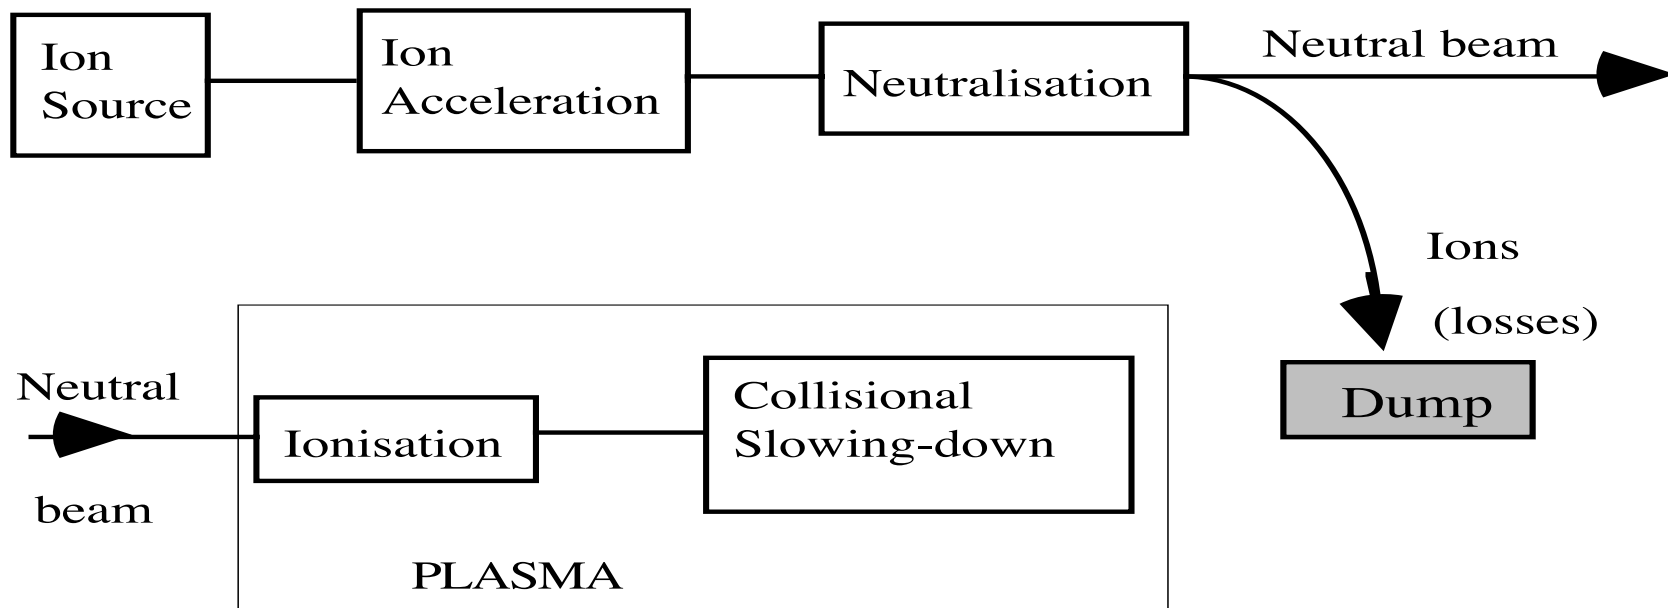 Ion
Source
Ion
Acceleration
Neutralisation
Neutral beam
Ions
(losses)
Dump
Neutral
beam
Ionisation
Collisional
Slowing-down
PLASMA